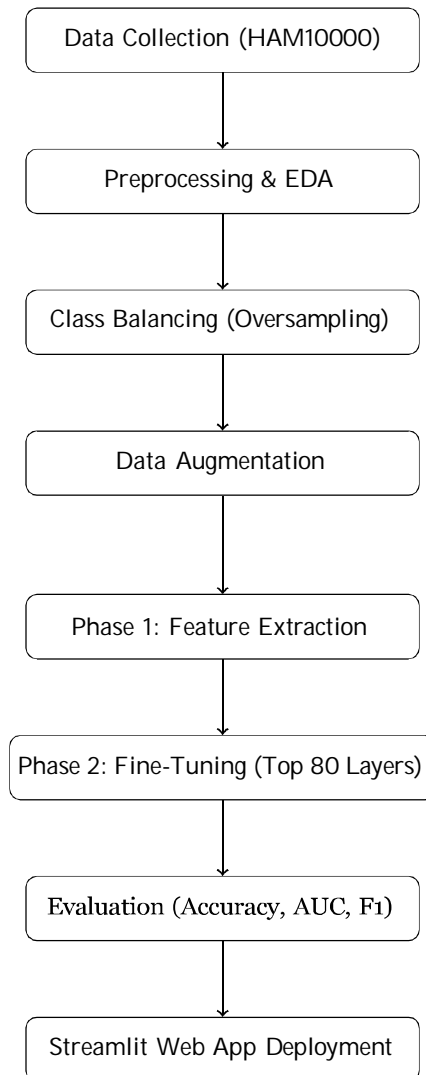 Data Collection (HAM10000)
Preprocessing & EDA
Class Balancing (Oversampling)
Data Augmentation
Phase 1: Feature Extraction
Phase 2: Fine-Tuning (Top 80 Layers)
Evaluation (Accuracy, AUC, F1)
Streamlit Web App Deployment